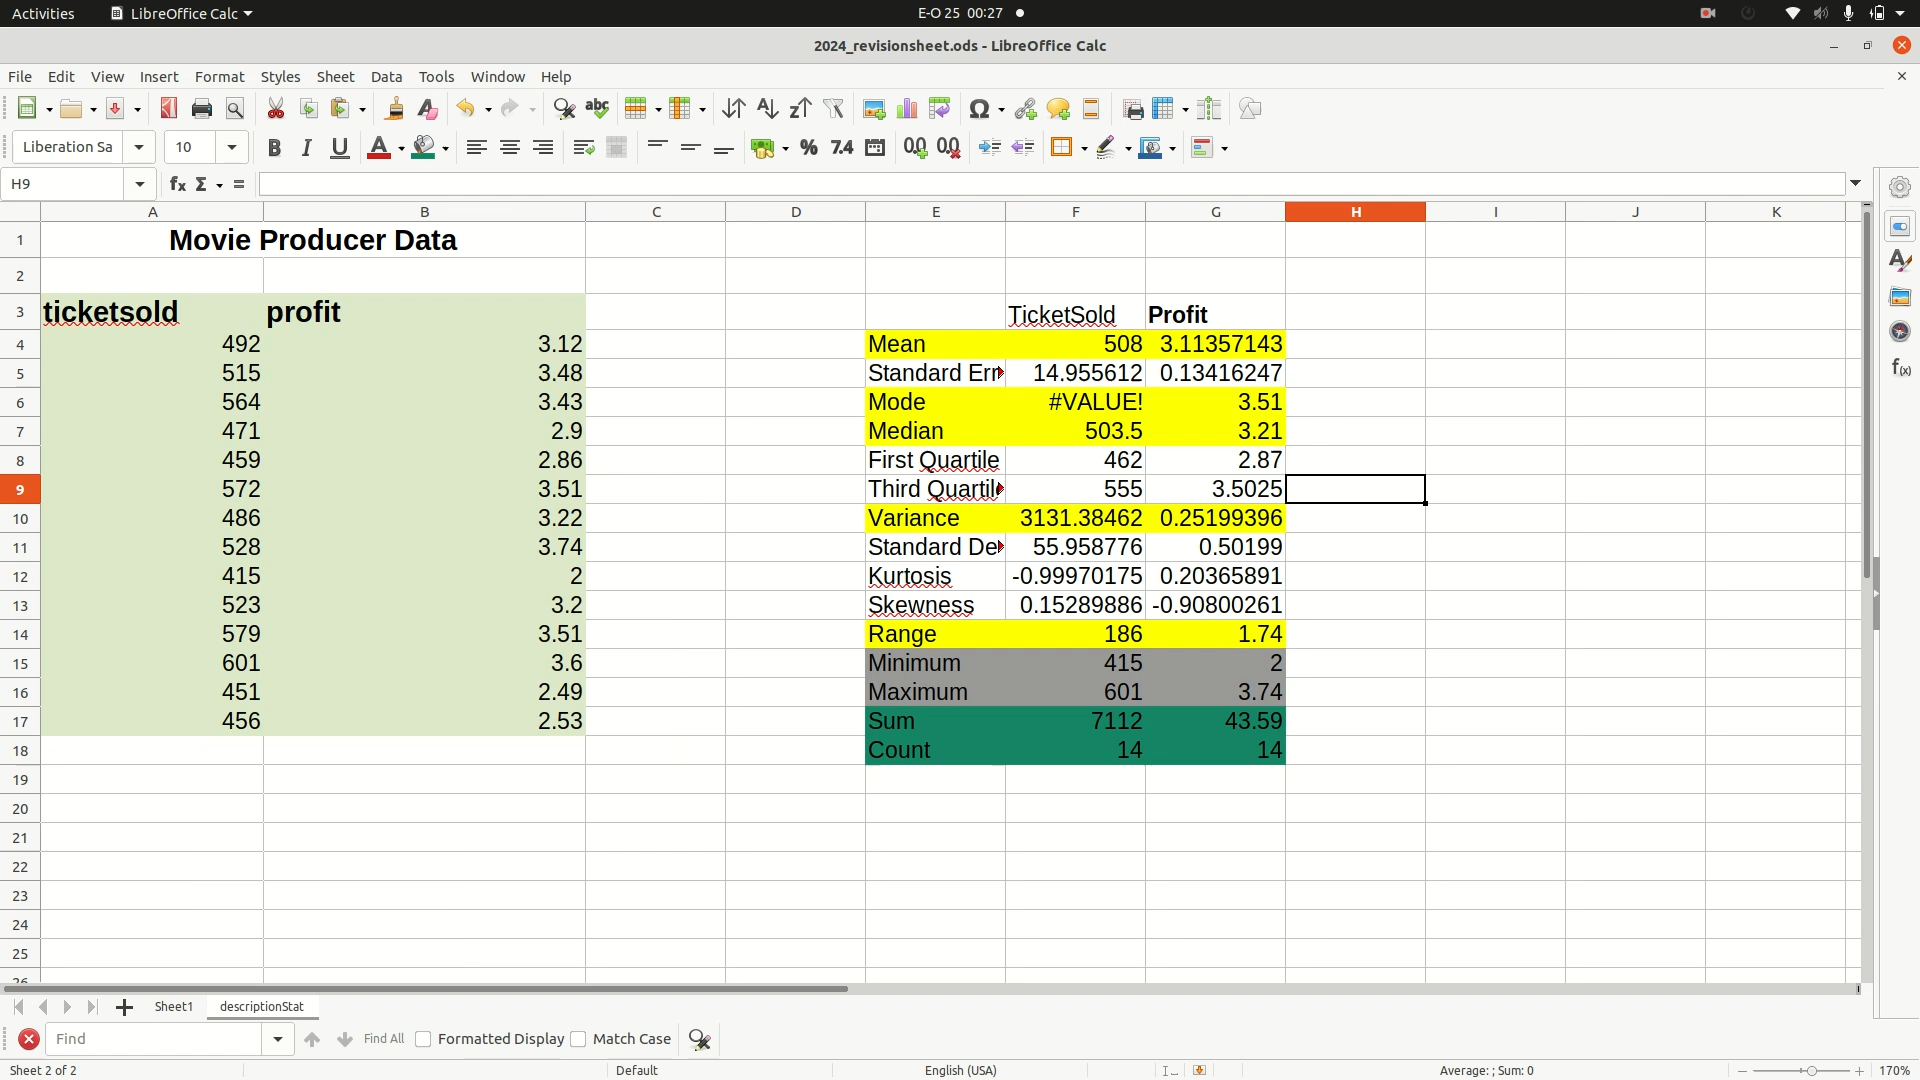 Activities LibreOffice Calc E-O 25 00:27
2024_revisionsheet.ods - LibreOffice Calc
File Edit View Insert Format Styles Sheet Data Tools Window Help
Liberation Sa 10
H9
A B C D E F G H I J K
1 Movie Producer Data
2
3 ticketsold profit TicketSold Profit
4 492 3.12 Mean 508 3.11357143
5 515 3.48 Standard Err 14.955612 0.13416247
6 564 3.43 Mode #VALUE! 3.51
7 471 2.9 Median 503.5 3.21
8 459 2.86 First Quartile 462 2.87
9 572 3.51 Third Quartile 555 3.5025
10 486 3.22 Variance 3131.38462 0.25199396
11 528 3.74 Standard De 55.958776 0.50199
12 415 2 Kurtosis -0.99970175 0.20365891
13 523 3.2 Skewness 0.15289886 -0.90800261
14 579 3.51 Range 186 1.74
15 601 3.6 Minimum 415 2
16 451 2.49 Maximum 601 3.74
17 456 2.53 Sum 7112 43.59
18 Count 14 14
19
20
21
22
23
24
25
26
Sheet1 descriptionStat
Find Find All Formatted Display Match Case
Sheet 2 of 2 Default English (USA) Average: ; Sum: 0 170%